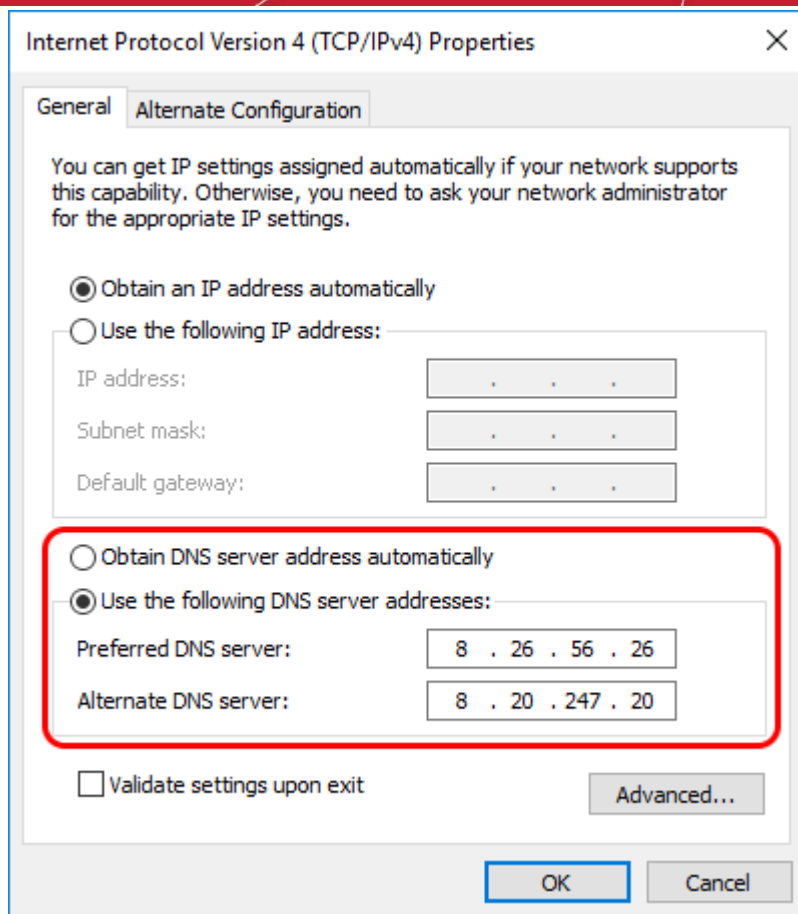 Internet Protocol Version 4 (TCP/IPv4) Properties
General
Alternate Configuration
You can get IP settings assigned automatically if your network supports
this capability. Otherwise, you need to ask your network administrator
for the appropriate IP settings.
Obtain an IP address automatically
Use the following IP address:
IP address: . . .
Subnet mask: . . .
Default gateway: . . .
Obtain DNS server address automatically
Use the following DNS server addresses:
Preferred DNS server: 8 . 26 . 56 . 26
Alternate DNS server: 8 . 20 . 247 . 20
Validate settings upon exit
Advanced...
OK
Cancel